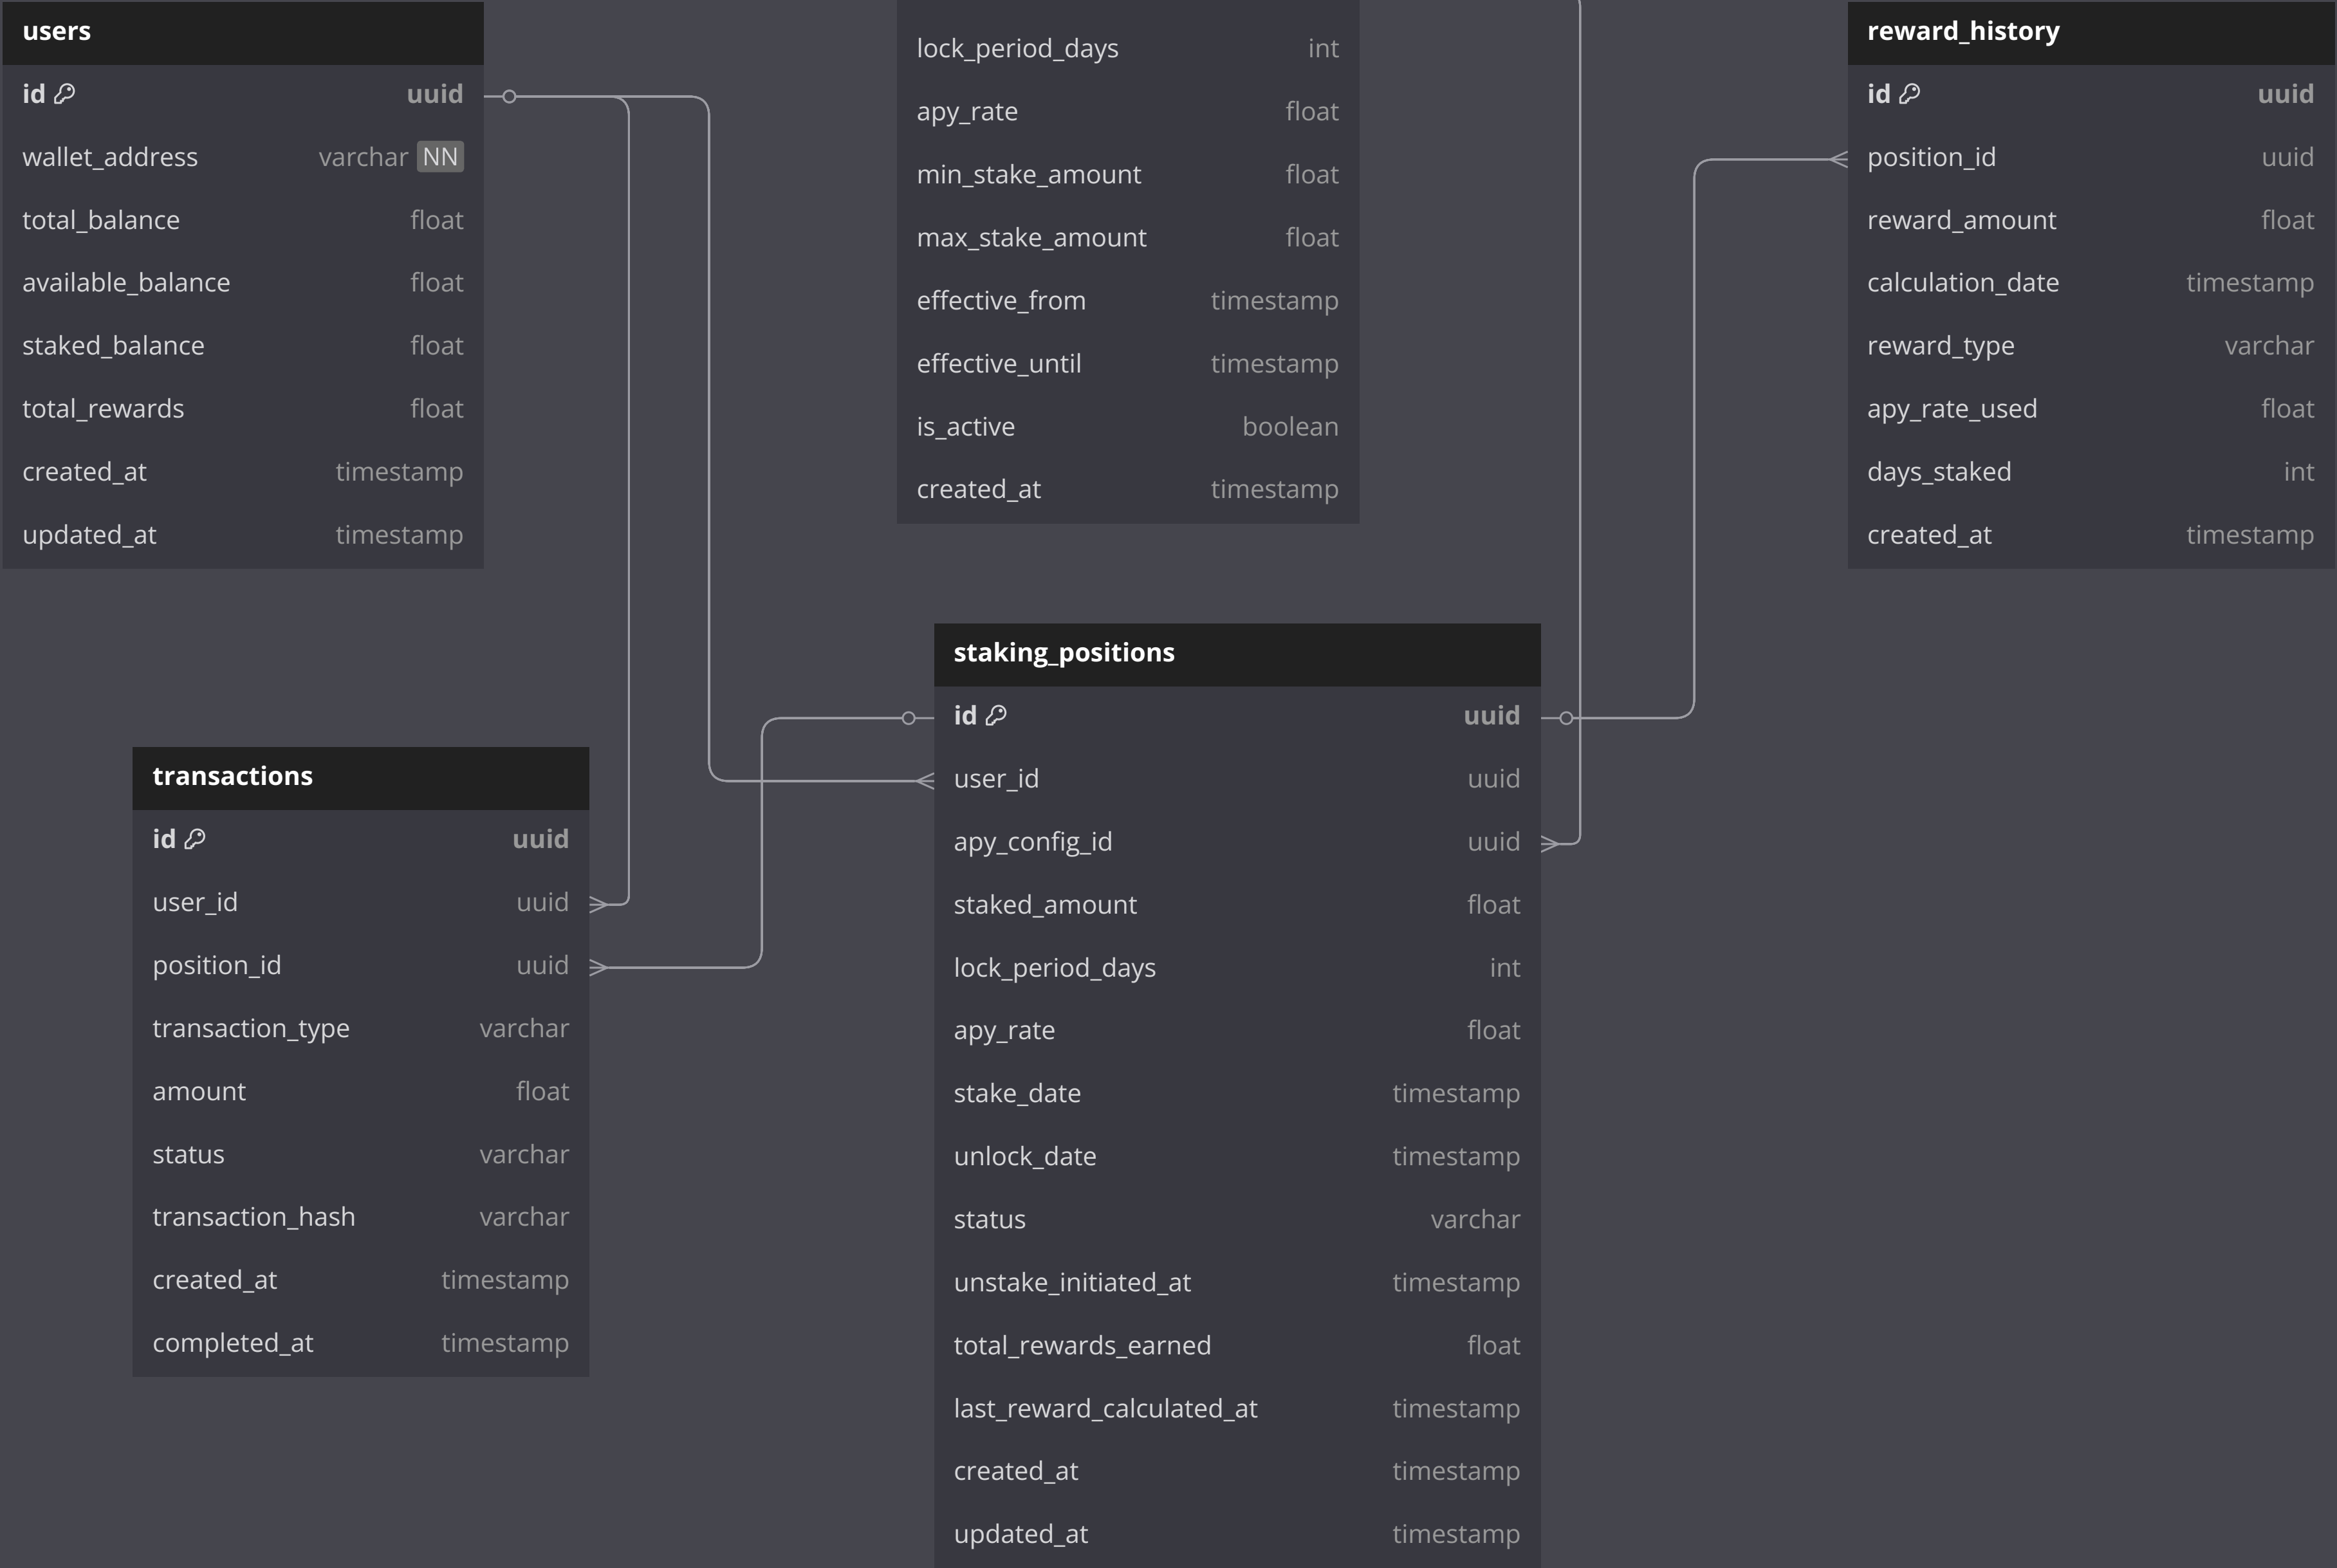 users
id uuid
wallet_address varchar NN
total_balance float
available_balance float
staked_balance float
total_rewards float
created_at timestamp
updated_at timestamp
lock_period_days int
apy_rate float
min_stake_amount float
max_stake_amount float
effective_from timestamp
effective_until timestamp
is_active boolean
created_at timestamp
reward_history
id uuid
position_id uuid
reward_amount float
calculation_date timestamp
reward_type varchar
apy_rate_used float
days_staked int
created_at timestamp
transactions
id uuid
user_id uuid
position_id uuid
transaction_type varchar
amount float
status varchar
transaction_hash varchar
created_at timestamp
completed_at timestamp
staking_positions
id uuid
user_id uuid
apy_config_id uuid
staked_amount float
lock_period_days int
apy_rate float
stake_date timestamp
unlock_date timestamp
status varchar
unstake_initiated_at timestamp
total_rewards_earned float
last_reward_calculated_at timestamp
created_at timestamp
updated_at timestamp